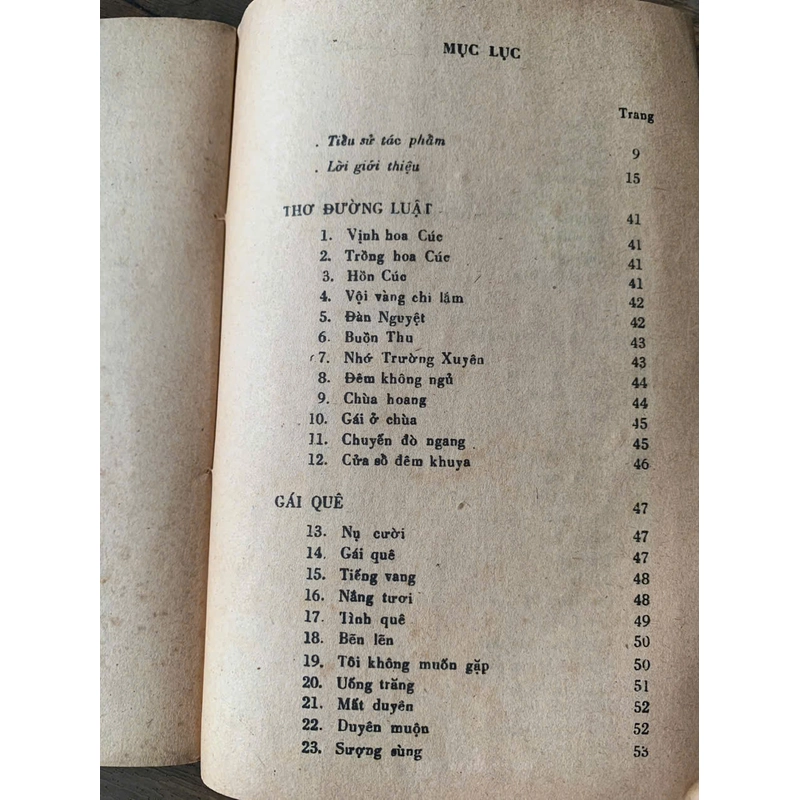 MỤC LỤC
Trang
. Tiểu sử tác phẩm 9
. Lời giới thiệu 15
THƠ ĐƯỜNG LUẬT 41
1. Vịnh hoa Cúc 41
2. Trồng hoa Cúc 41
3. Hồn Cúc 41
4. Vội vàng chi lắm 42
5. Đàn Nguyệt 42
6. Buồn Thu 43
7. Nhớ Trường Xuyên 43
8. Đêm không ngủ 44
9. Chùa hoang 44
10. Gái ở chùa 45
11. Chuyến đò ngang 45
12. Cửa sổ đêm khuya 46
GÁI QUÊ 47
13. Nụ cười 47
14. Gái quê 47
15. Tiếng vang 48
16. Nắng tươi 48
17. Tình quê 49
18. Bẽn lẽn 50
19. Tôi không muốn gặp 50
20. Uống trăng 51
21. Mất duyên 52
22. Duyên muộn 52
23. Sượng sùng 53